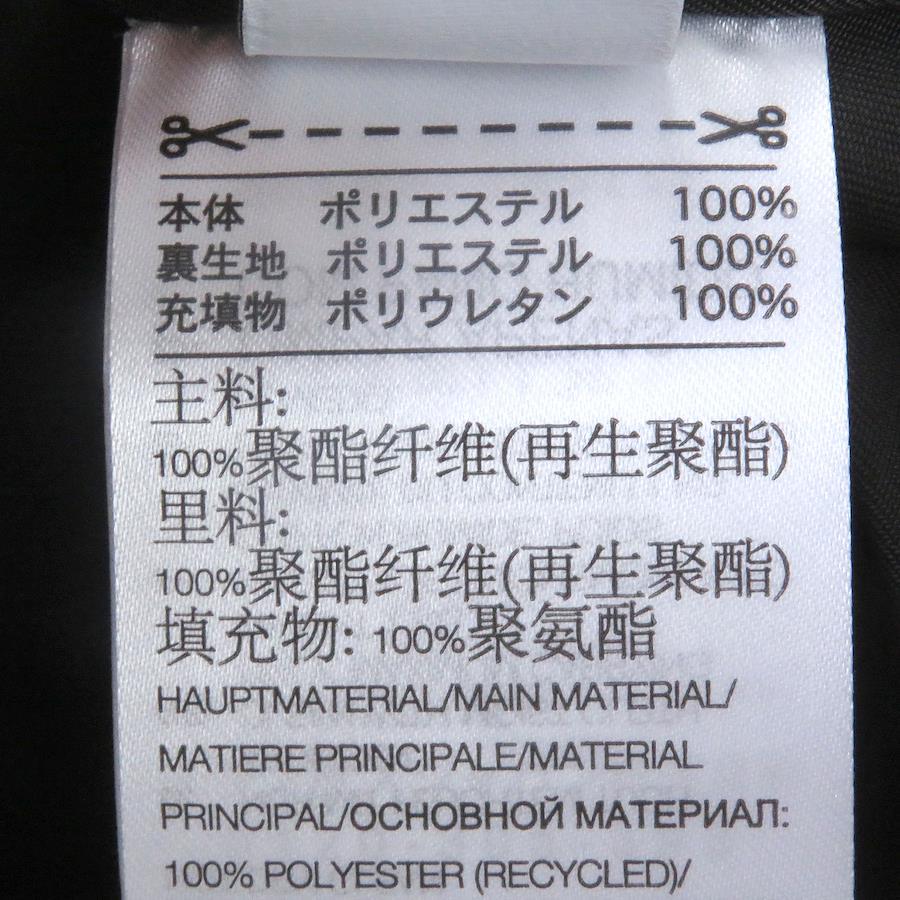 本体 ポリエステル 100%
裏生地 ポリエステル 100%
充填物 ポリウレタン 100%
主料:
100%聚酯纤维(再生聚酯)
里料:
100%聚酯纤维(再生聚酯)
填充物: 100%聚氨酯
HAUPTMATERIAL/MAIN MATERIAL/
MATIERE PRINCIPALE/MATERIAL
PRINCIPAL/ОСНОВНОЙ МАТЕРИАЛ:
100% POLYESTER (RECYCLED)/